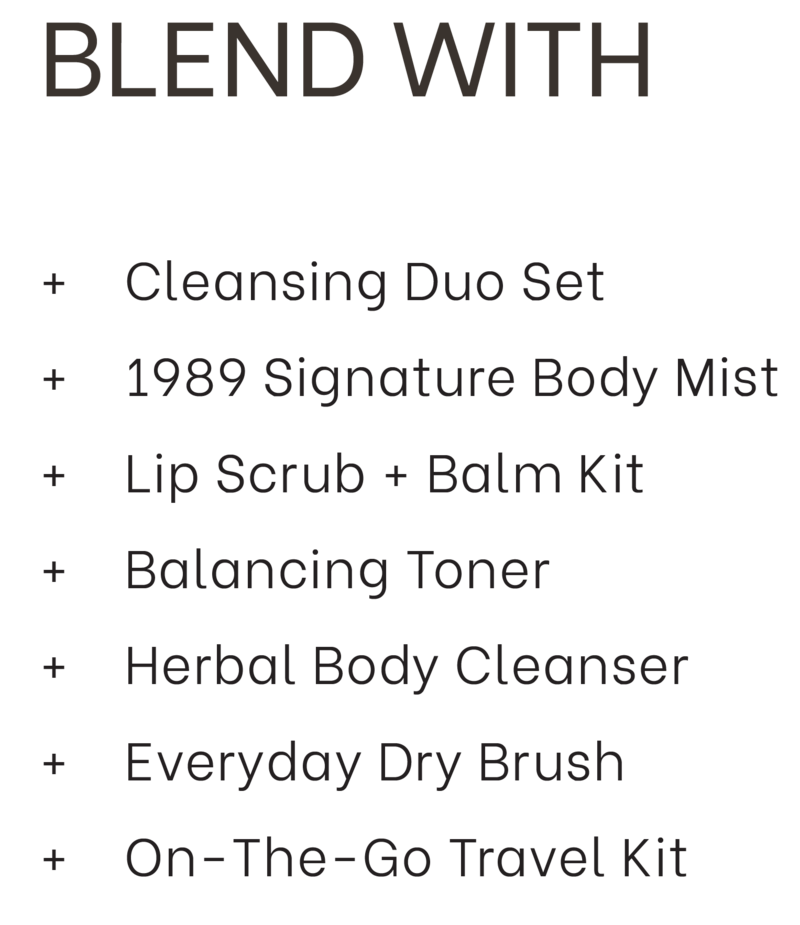 BLEND WITH
+ Cleansing Duo Set
+ 1989 Signature Body Mist
+ Lip Scrub + Balm Kit
+ Balancing Toner
+ Herbal Body Cleanser
+ Everyday Dry Brush
+ On-The-Go Travel Kit